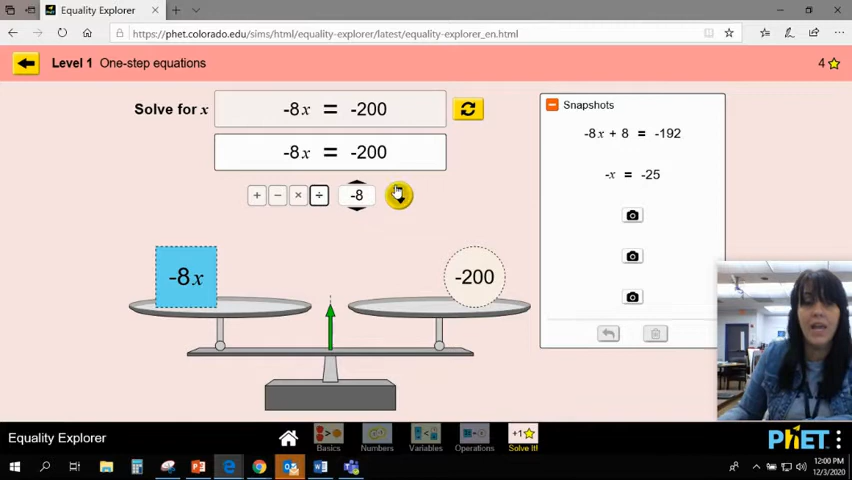 Equality Explorer
https://phet.colorado.edu/sims/html/equality-explorer/latest/equality-explorer_en.html
Level 1 One-step equations
4
Solve for x
-8x = -200
-8x = -200
+ − × ÷ -8
Snapshots
-8x + 8 = -192
-x = -25
-8x
-200
Equality Explorer
Basics
Numbers
Variables
Operations
+1
Solve It!
PhET
12:00 PM
12/3/2020